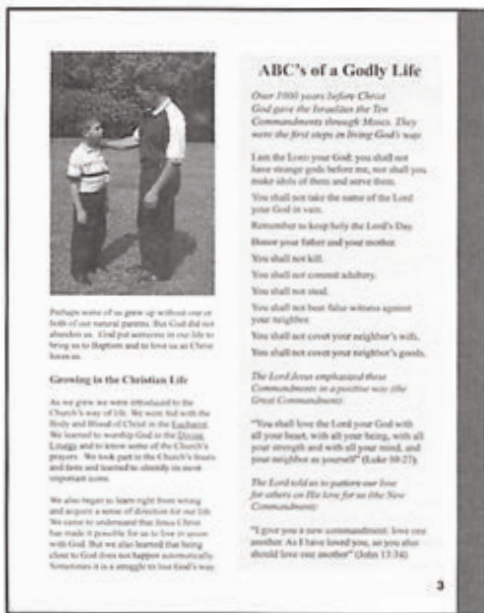 Perhaps some of us grew up without one or
both of our natural parents. But God did not
abandon us. God put someone in our life to
bring us to Baptism and to love us as Christ
loves us.
Growing in the Christian Life
As we grew we were introduced to the
Church's way of life. We were fed with the
Body and Blood of Christ in the Eucharist.
We learned to worship God in the Divine
Liturgy and to know some of the Church's
prayers. We took part in the Church's feasts
and fasts and learned to identify its most
important icons.
We also began to learn right from wrong
and acquire a sense of direction for our life.
We came to understand that Jesus Christ
has made it possible for us to live in union
with God. But we also learned that being
close to God does not happen automatically.
Sometimes it is a struggle to live God's way.
ABC's of a Godly Life
Over 1000 years before Christ
God gave the Israelites the Ten
Commandments through Moses. They
were the first steps in living God's way.
I am the Lord your God: you shall not
have strange gods before me, nor shall you
make idols of them and serve them.
You shall not take the name of the Lord
your God in vain.
Remember to keep holy the Lord's Day.
Honor your father and your mother.
You shall not kill.
You shall not commit adultery.
You shall not steal.
You shall not bear false witness against
your neighbor.
You shall not covet your neighbor's wife.
You shall not covet your neighbor's goods.
The Lord Jesus emphasized these
Commandments in a positive way (the
Great Commandment):
"You shall love the Lord your God with
all your heart, with all your being, with all
your strength and with all your mind, and
your neighbor as yourself" (Luke 10:27).
The Lord told us to pattern our love
for others on His love for us (the New
Commandment):
"I give you a new commandment: love one
another. As I have loved you, so you also
should love one another" (John 13:34)
3